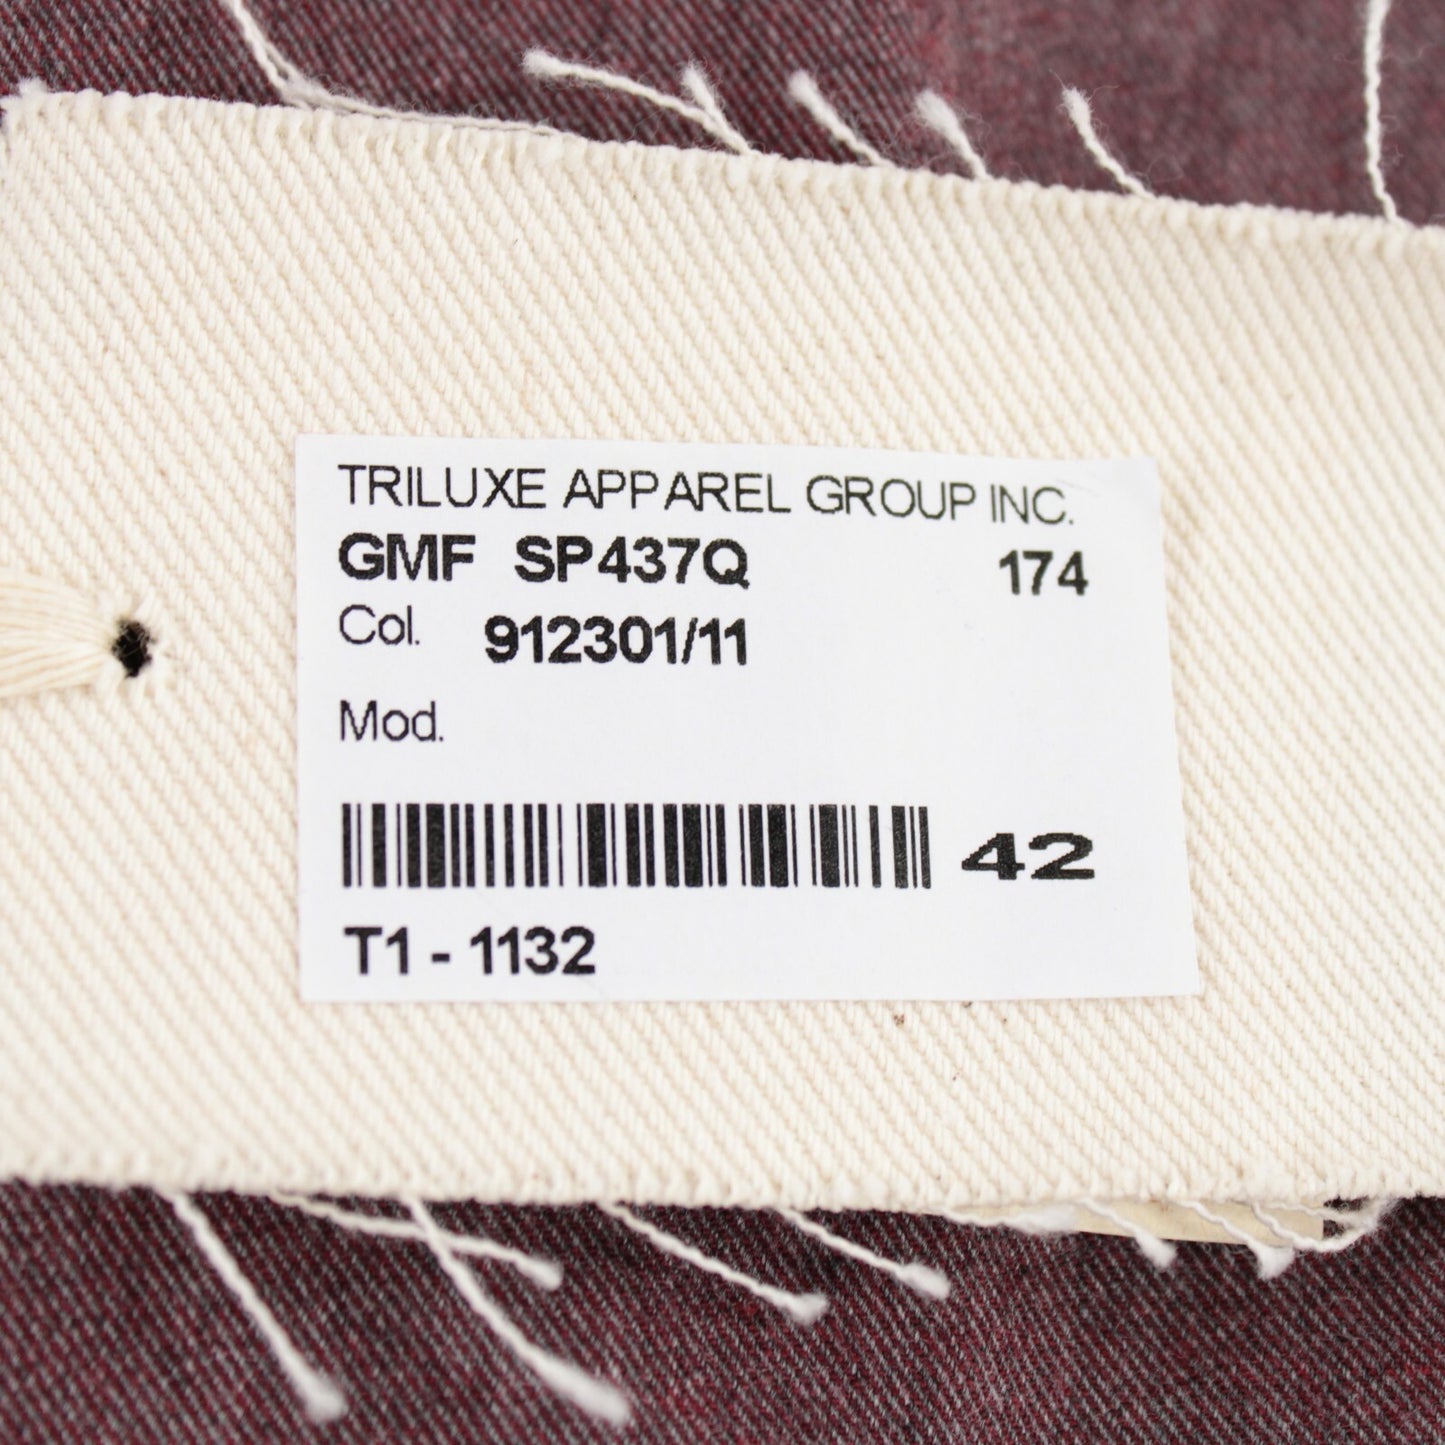 TRILUXE APPAREL GROUP INC.
GMF SP437Q 174
Col. 912301/11
Mod.
42
T1 - 1132